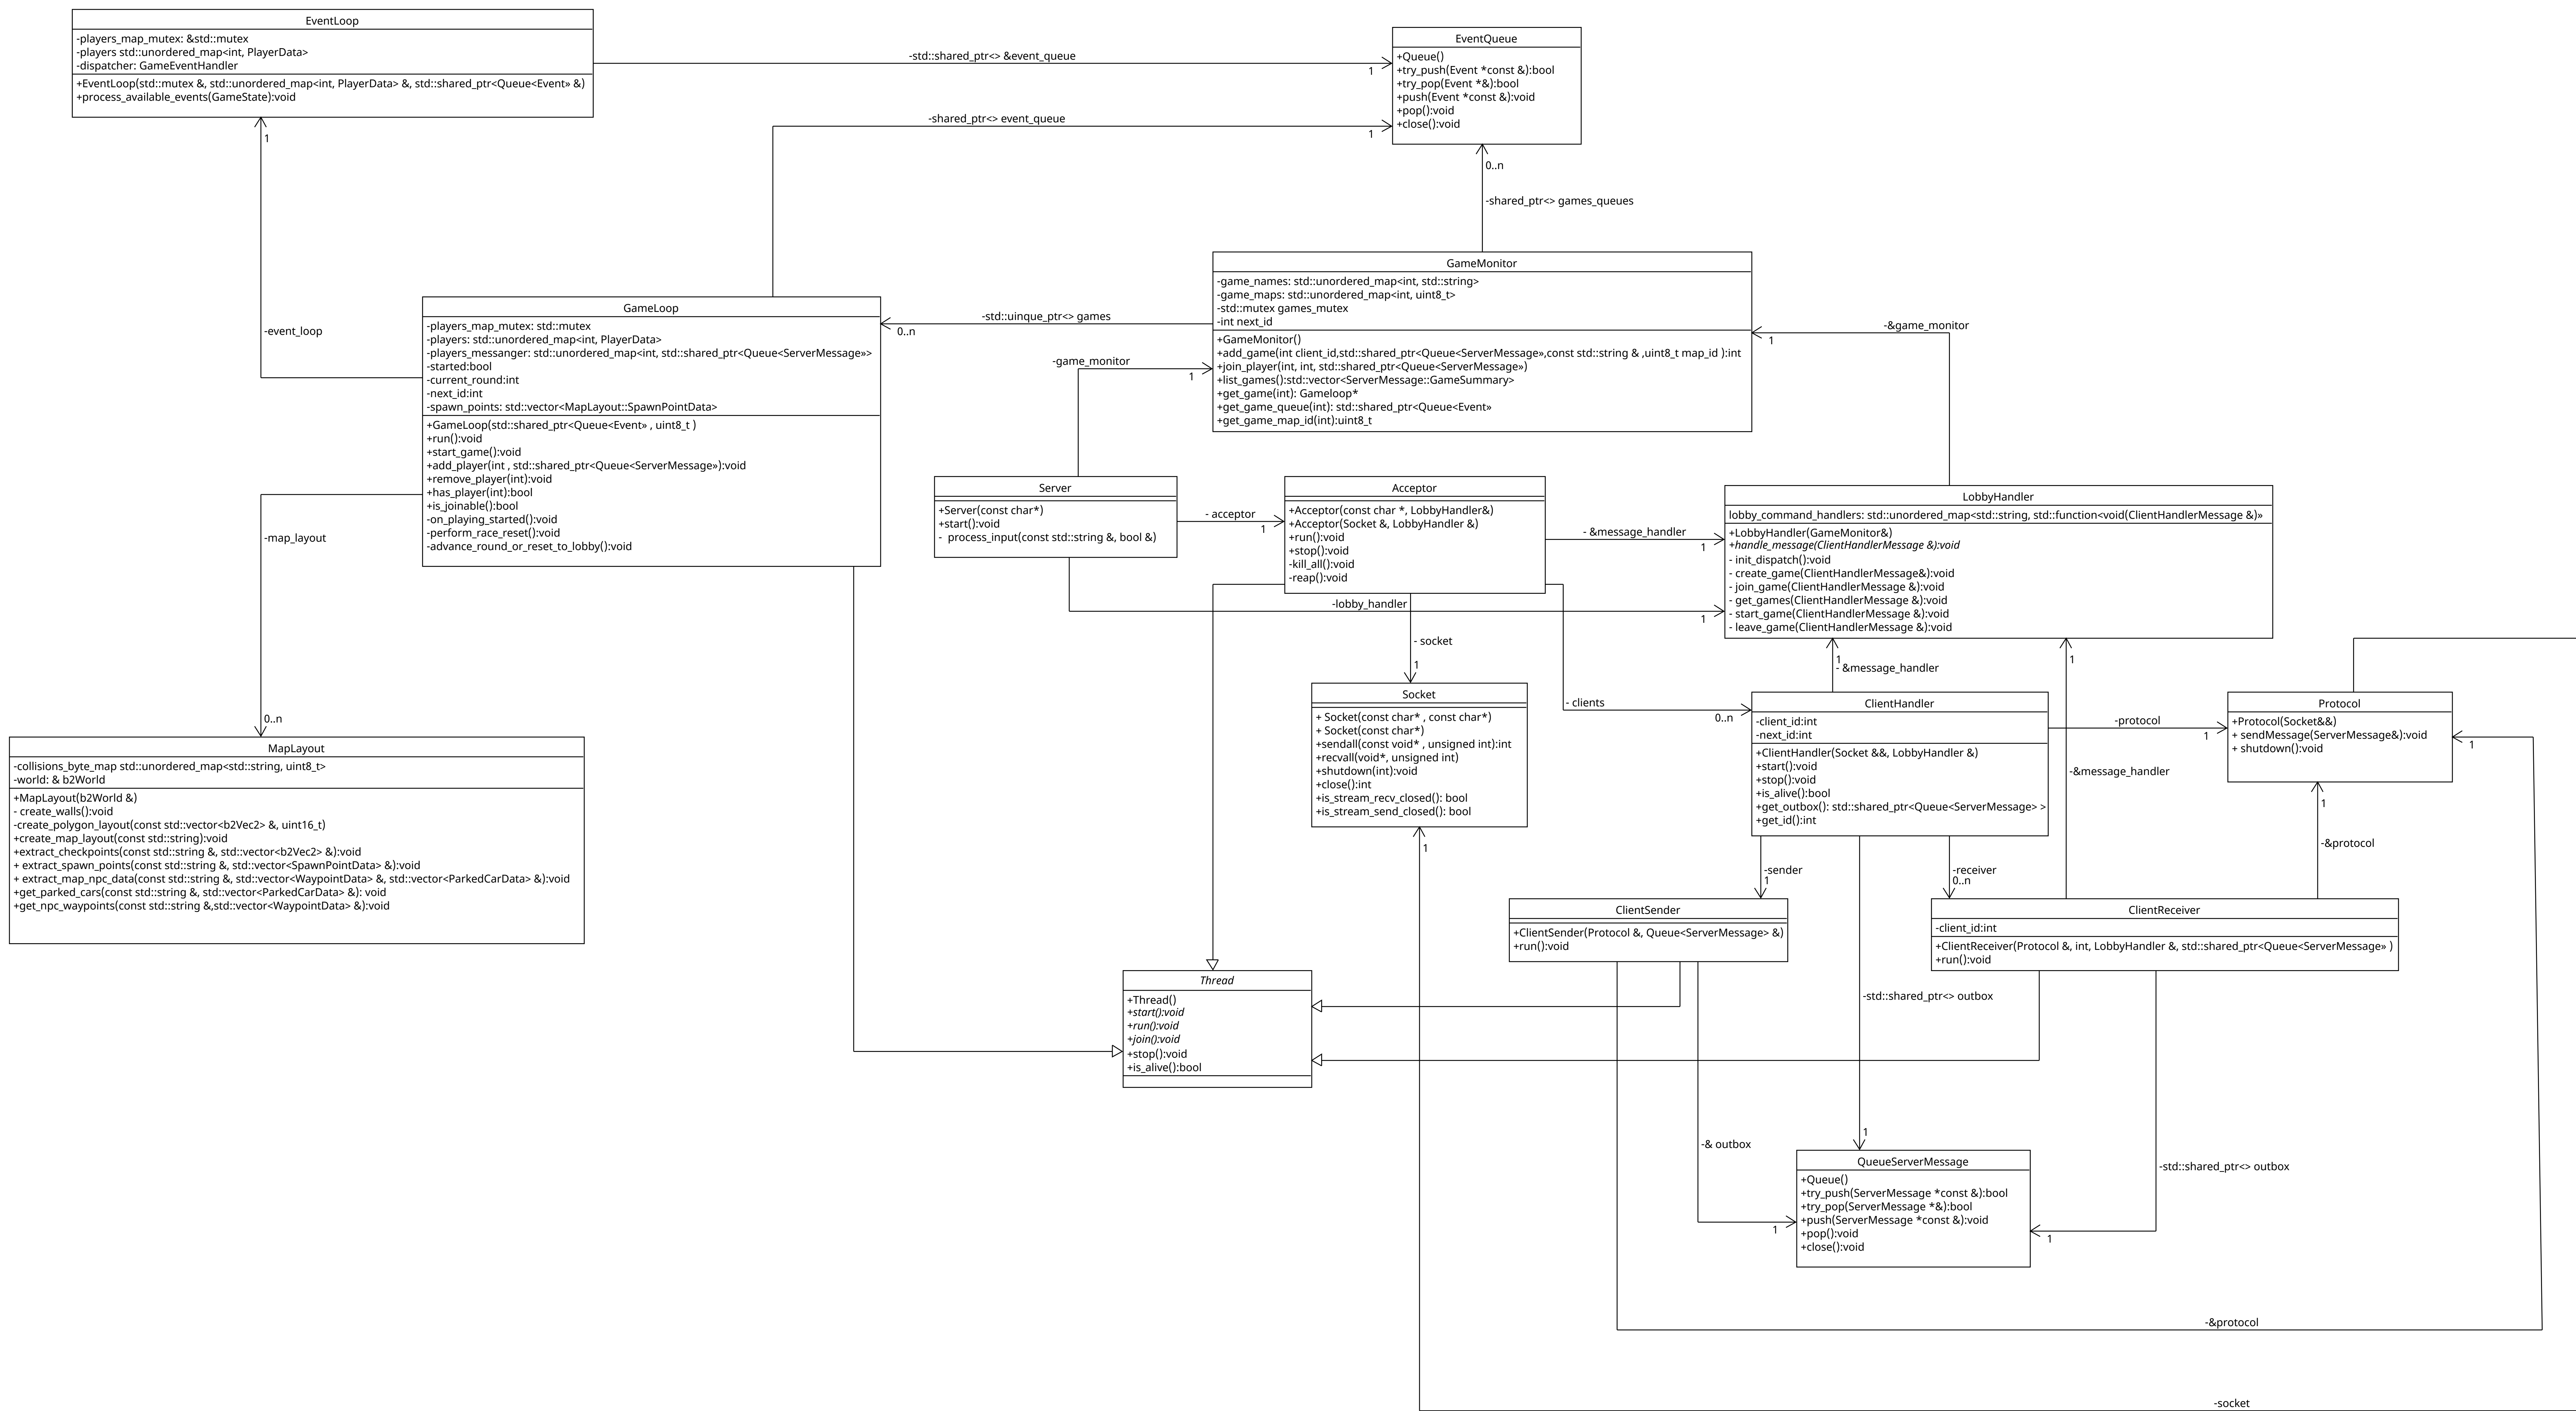 EventLoop
-players_map_mutex: &std::mutex
-players std::unordered_map<int, PlayerData>
-dispatcher: GameEventHandler
+EventLoop(std::mutex &, std::unordered_map<int, PlayerData> &, std::shared_ptr<Queue<Event» &)
+process_available_events(GameState):void
-std::shared_ptr<> &event_queue
1
EventQueue
+Queue()
+try_push(Event *const &):bool
+try_pop(Event *&):bool
+push(Event *const &):void
+pop():void
+close():void
-shared_ptr<> event_queue
1
1
0..n
-shared_ptr<> games_queues
GameMonitor
-game_names: std::unordered_map<int, std::string>
-game_maps: std::unordered_map<int, uint8_t>
-std::mutex games_mutex
-int next_id
+GameMonitor()
+add_game(int client_id,std::shared_ptr<Queue<ServerMessage»,const std::string & ,uint8_t map_id ):int
+join_player(int, int, std::shared_ptr<Queue<ServerMessage»)
+list_games():std::vector<ServerMessage::GameSummary>
+get_game(int): Gameloop*
+get_game_queue(int): std::shared_ptr<Queue<Event»
+get_game_map_id(int):uint8_t
-event_loop
GameLoop
-players_map_mutex: std::mutex
-players: std::unordered_map<int, PlayerData>
-players_messanger: std::unordered_map<int, std::shared_ptr<Queue<ServerMessage»>
-started:bool
-current_round:int
-next_id:int
-spawn_points: std::vector<MapLayout::SpawnPointData>
+GameLoop(std::shared_ptr<Queue<Event» , uint8_t )
+run():void
+start_game():void
+add_player(int , std::shared_ptr<Queue<ServerMessage»):void
+remove_player(int):void
+has_player(int):bool
+is_joinable():bool
-on_playing_started():void
-perform_race_reset():void
-advance_round_or_reset_to_lobby():void
-std::uinque_ptr<> games
0..n
-game_monitor
1
-&game_monitor
1
Server
+Server(const char*)
+start():void
-  process_input(const std::string &, bool &)
- acceptor
1
Acceptor
+Acceptor(const char *, LobbyHandler&)
+Acceptor(Socket &, LobbyHandler &)
+run():void
+stop():void
-kill_all():void
-reap():void
- &message_handler
1
LobbyHandler
lobby_command_handlers: std::unordered_map<std::string, std::function<void(ClientHandlerMessage &)»
+LobbyHandler(GameMonitor&)
+handle_message(ClientHandlerMessage &):void
- init_dispatch():void
- create_game(ClientHandlerMessage&):void
- join_game(ClientHandlerMessage &):void
- get_games(ClientHandlerMessage &):void
- start_game(ClientHandlerMessage &):void
- leave_game(ClientHandlerMessage &):void
-map_layout
0..n
-lobby_handler
1
- socket
1
1
- &message_handler
1
MapLayout
-collisions_byte_map std::unordered_map<std::string, uint8_t>
-world: & b2World
+MapLayout(b2World &)
- create_walls():void
-create_polygon_layout(const std::vector<b2Vec2> &, uint16_t)
+create_map_layout(const std::string):void
+extract_checkpoints(const std::string &, std::vector<b2Vec2> &):void
+ extract_spawn_points(const std::string &, std::vector<SpawnPointData> &):void
+ extract_map_npc_data(const std::string &, std::vector<WaypointData> &, std::vector<ParkedCarData> &):void
+get_parked_cars(const std::string &, std::vector<ParkedCarData> &): void
+get_npc_waypoints(const std::string &,std::vector<WaypointData> &):void
Socket
+ Socket(const char* , const char*)
+ Socket(const char*)
+sendall(const void* , unsigned int):int
+recvall(void*, unsigned int)
+shutdown(int):void
+close():int
+is_stream_recv_closed(): bool
+is_stream_send_closed(): bool
1
- clients
0..n
ClientHandler
-client_id:int
-next_id:int
+ClientHandler(Socket &&, LobbyHandler &)
+start():void
+stop():void
+is_alive():bool
+get_outbox(): std::shared_ptr<Queue<ServerMessage> >
+get_id():int
-protocol
1
Protocol
+Protocol(Socket&&)
+ sendMessage(ServerMessage&):void
+ shutdown():void
1
-&message_handler
1
-&protocol
-sender
1
-receiver
0..n
ClientSender
+ClientSender(Protocol &, Queue<ServerMessage> &)
+run():void
ClientReceiver
-client_id:int
+ClientReceiver(Protocol &, int, LobbyHandler &, std::shared_ptr<Queue<ServerMessage» )
+run():void
Thread
+Thread()
+start():void
+run():void
+join():void
+stop():void
+is_alive():bool
-std::shared_ptr<> outbox
1
-& outbox
1
QueueServerMessage
+Queue()
+try_push(ServerMessage *const &):bool
+try_pop(ServerMessage *&):bool
+push(ServerMessage *const &):void
+pop():void
+close():void
-std::shared_ptr<> outbox
1
-&protocol
-socket